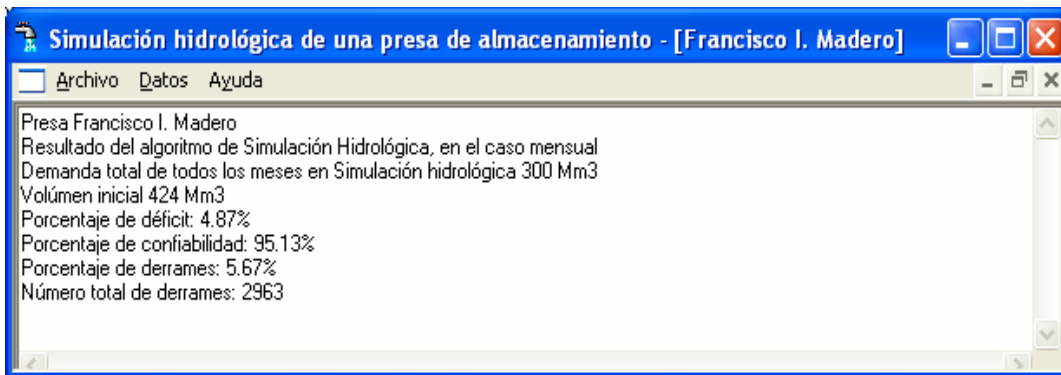 Simulación hidrológica de una presa de almacenamiento - [Francisco I. Madero]
Archivo Datos Ayuda
Presa Francisco I. Madero
Resultado del algoritmo de Simulación Hidrológica, en el caso mensual
Demanda total de todos los meses en Simulación hidrológica 300 Mm3
Volúmen inicial 424 Mm3
Porcentaje de déficit: 4.87%
Porcentaje de confiabilidad: 95.13%
Porcentaje de derrames: 5.67%
Número total de derrames: 2963